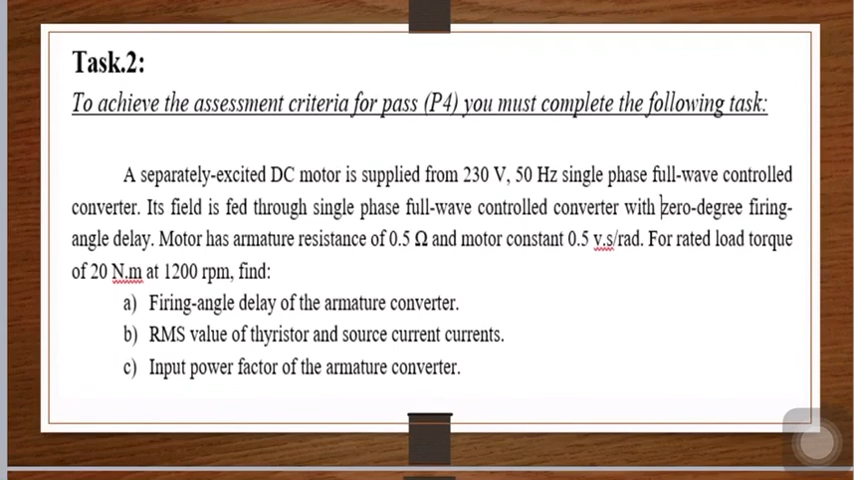 Task.2:
To achieve the assessment criteria for pass (P4) you must complete the following task:
A separately-excited DC motor is supplied from 230 V, 50 Hz single phase full-wave controlled
converter. Its field is fed through single phase full-wave controlled converter with zero-degree firing-
angle delay. Motor has armature resistance of 0.5 Ω and motor constant 0.5 v.s/rad. For rated load torque
of 20 N.m at 1200 rpm, find:
a) Firing-angle delay of the armature converter.
b) RMS value of thyristor and source current currents.
c) Input power factor of the armature converter.